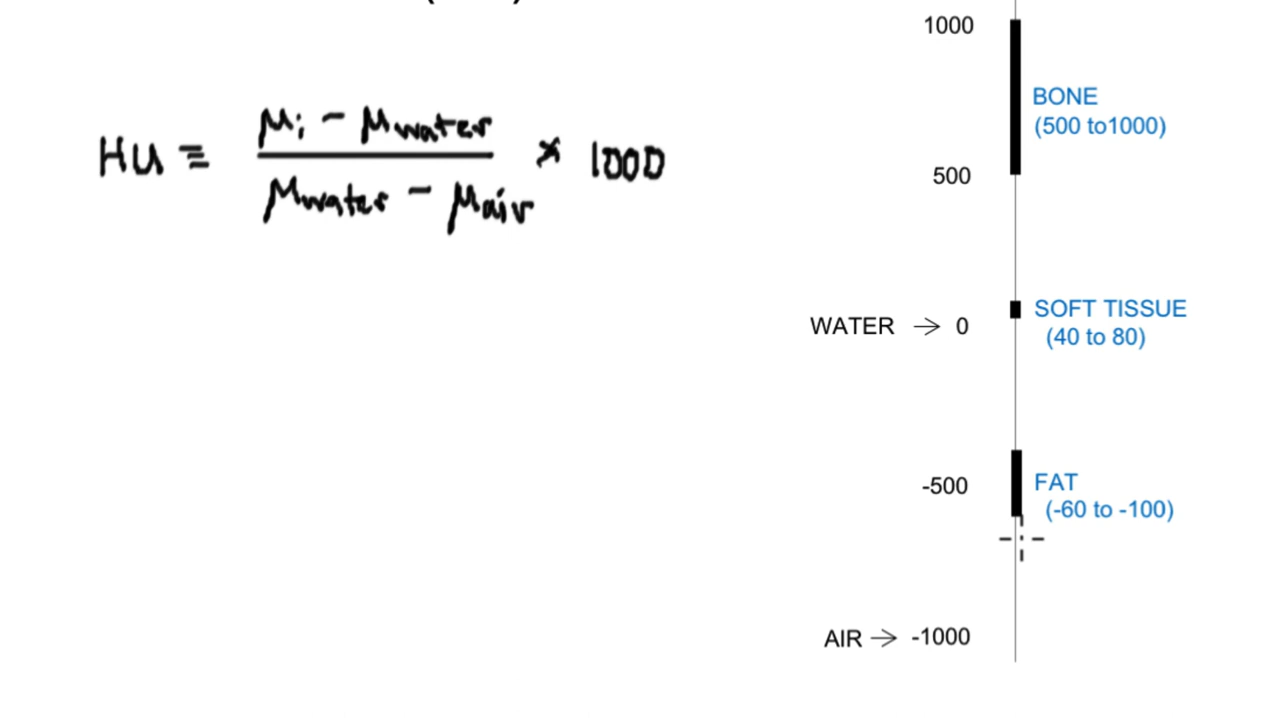 HU = μi - μwater / μwater - μair × 1000
1000
BONE
(500 to1000)
500
SOFT TISSUE
WATER → 0
(40 to 80)
-500
FAT
(-60 to -100)
AIR → -1000